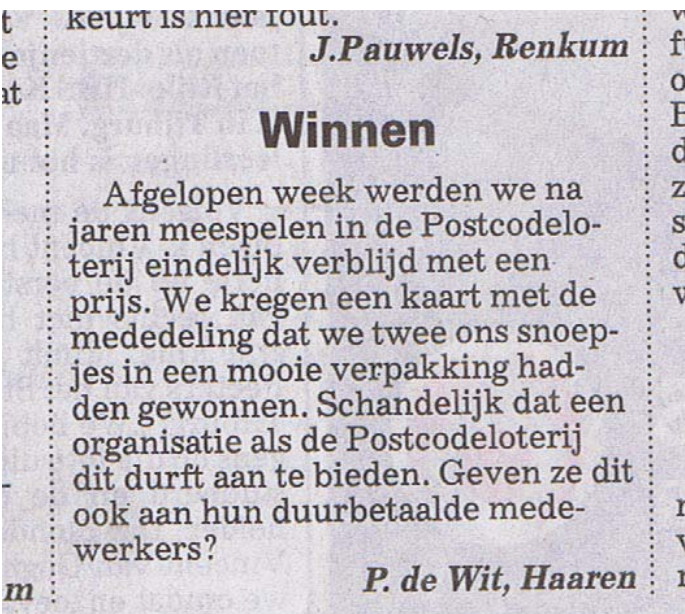 keurt is hier fout.
J.Pauwels, Renkum
Winnen
Afgelopen week werden we na
jaren meespelen in de Postcodelo-
terij eindelijk verblijd met een
prijs. We kregen een kaart met de
mededeling dat we twee ons snoep-
jes in een mooie verpakking had-
den gewonnen. Schandelijk dat een
organisatie als de Postcodeloterij
dit durft aan te bieden. Geven ze dit
ook aan hun duurbetaalde mede-
werkers?
P. de Wit, Haaren